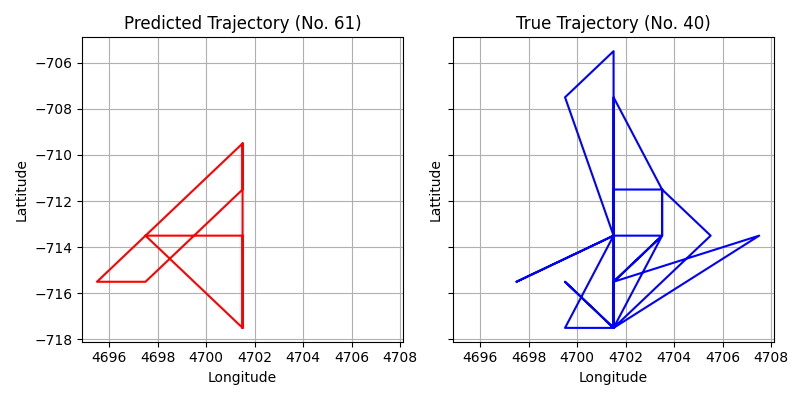 Predicted Trajectory (No. 61)
−706
−708
−710
−712
−714
−716
−718
Lattitude
4696 4698 4700 4702 4704 4706 4708
Longitude
True Trajectory (No. 40)
Lattitude
4696 4698 4700 4702 4704 4706 4708
Longitude